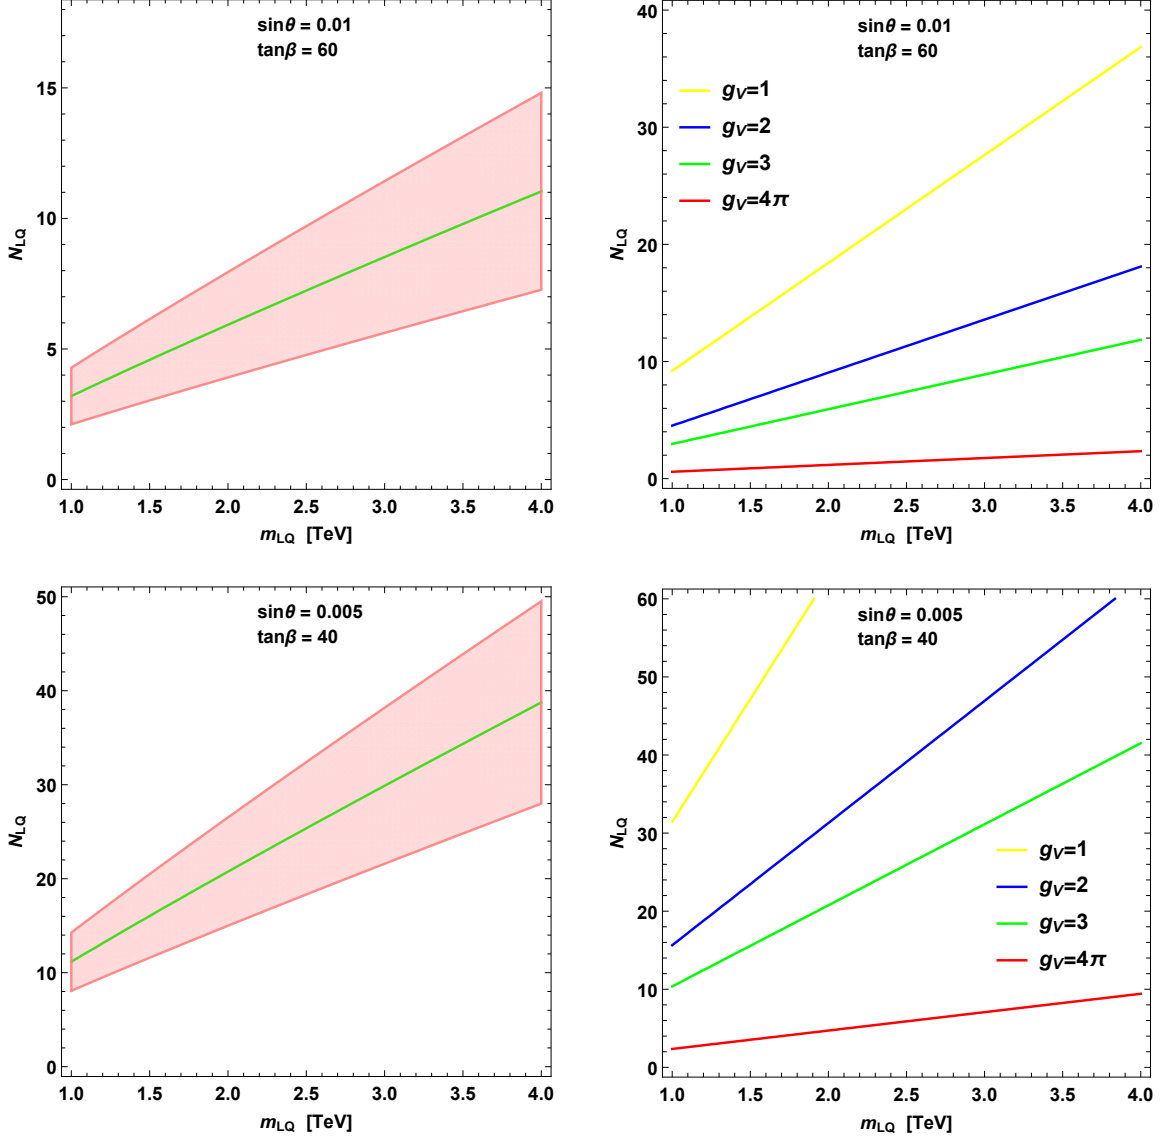 sinθ = 0.01
tanβ = 60
15
10
5
0
N_LQ
1.0 1.5 2.0 2.5 3.0 3.5 4.0
m_LQ [TeV]
sinθ = 0.01
tanβ = 60
g_V=1
g_V=2
g_V=3
g_V=4π
40
30
20
10
0
N_LQ
1.0 1.5 2.0 2.5 3.0 3.5 4.0
m_LQ [TeV]
sinθ = 0.005
tanβ = 40
50
40
30
20
10
0
N_LQ
1.0 1.5 2.0 2.5 3.0 3.5 4.0
m_LQ [TeV]
sinθ = 0.005
tanβ = 40
60
50
40
30
20
10
0
N_LQ
g_V=1
g_V=2
g_V=3
g_V=4π
1.0 1.5 2.0 2.5 3.0 3.5 4.0
m_LQ [TeV]